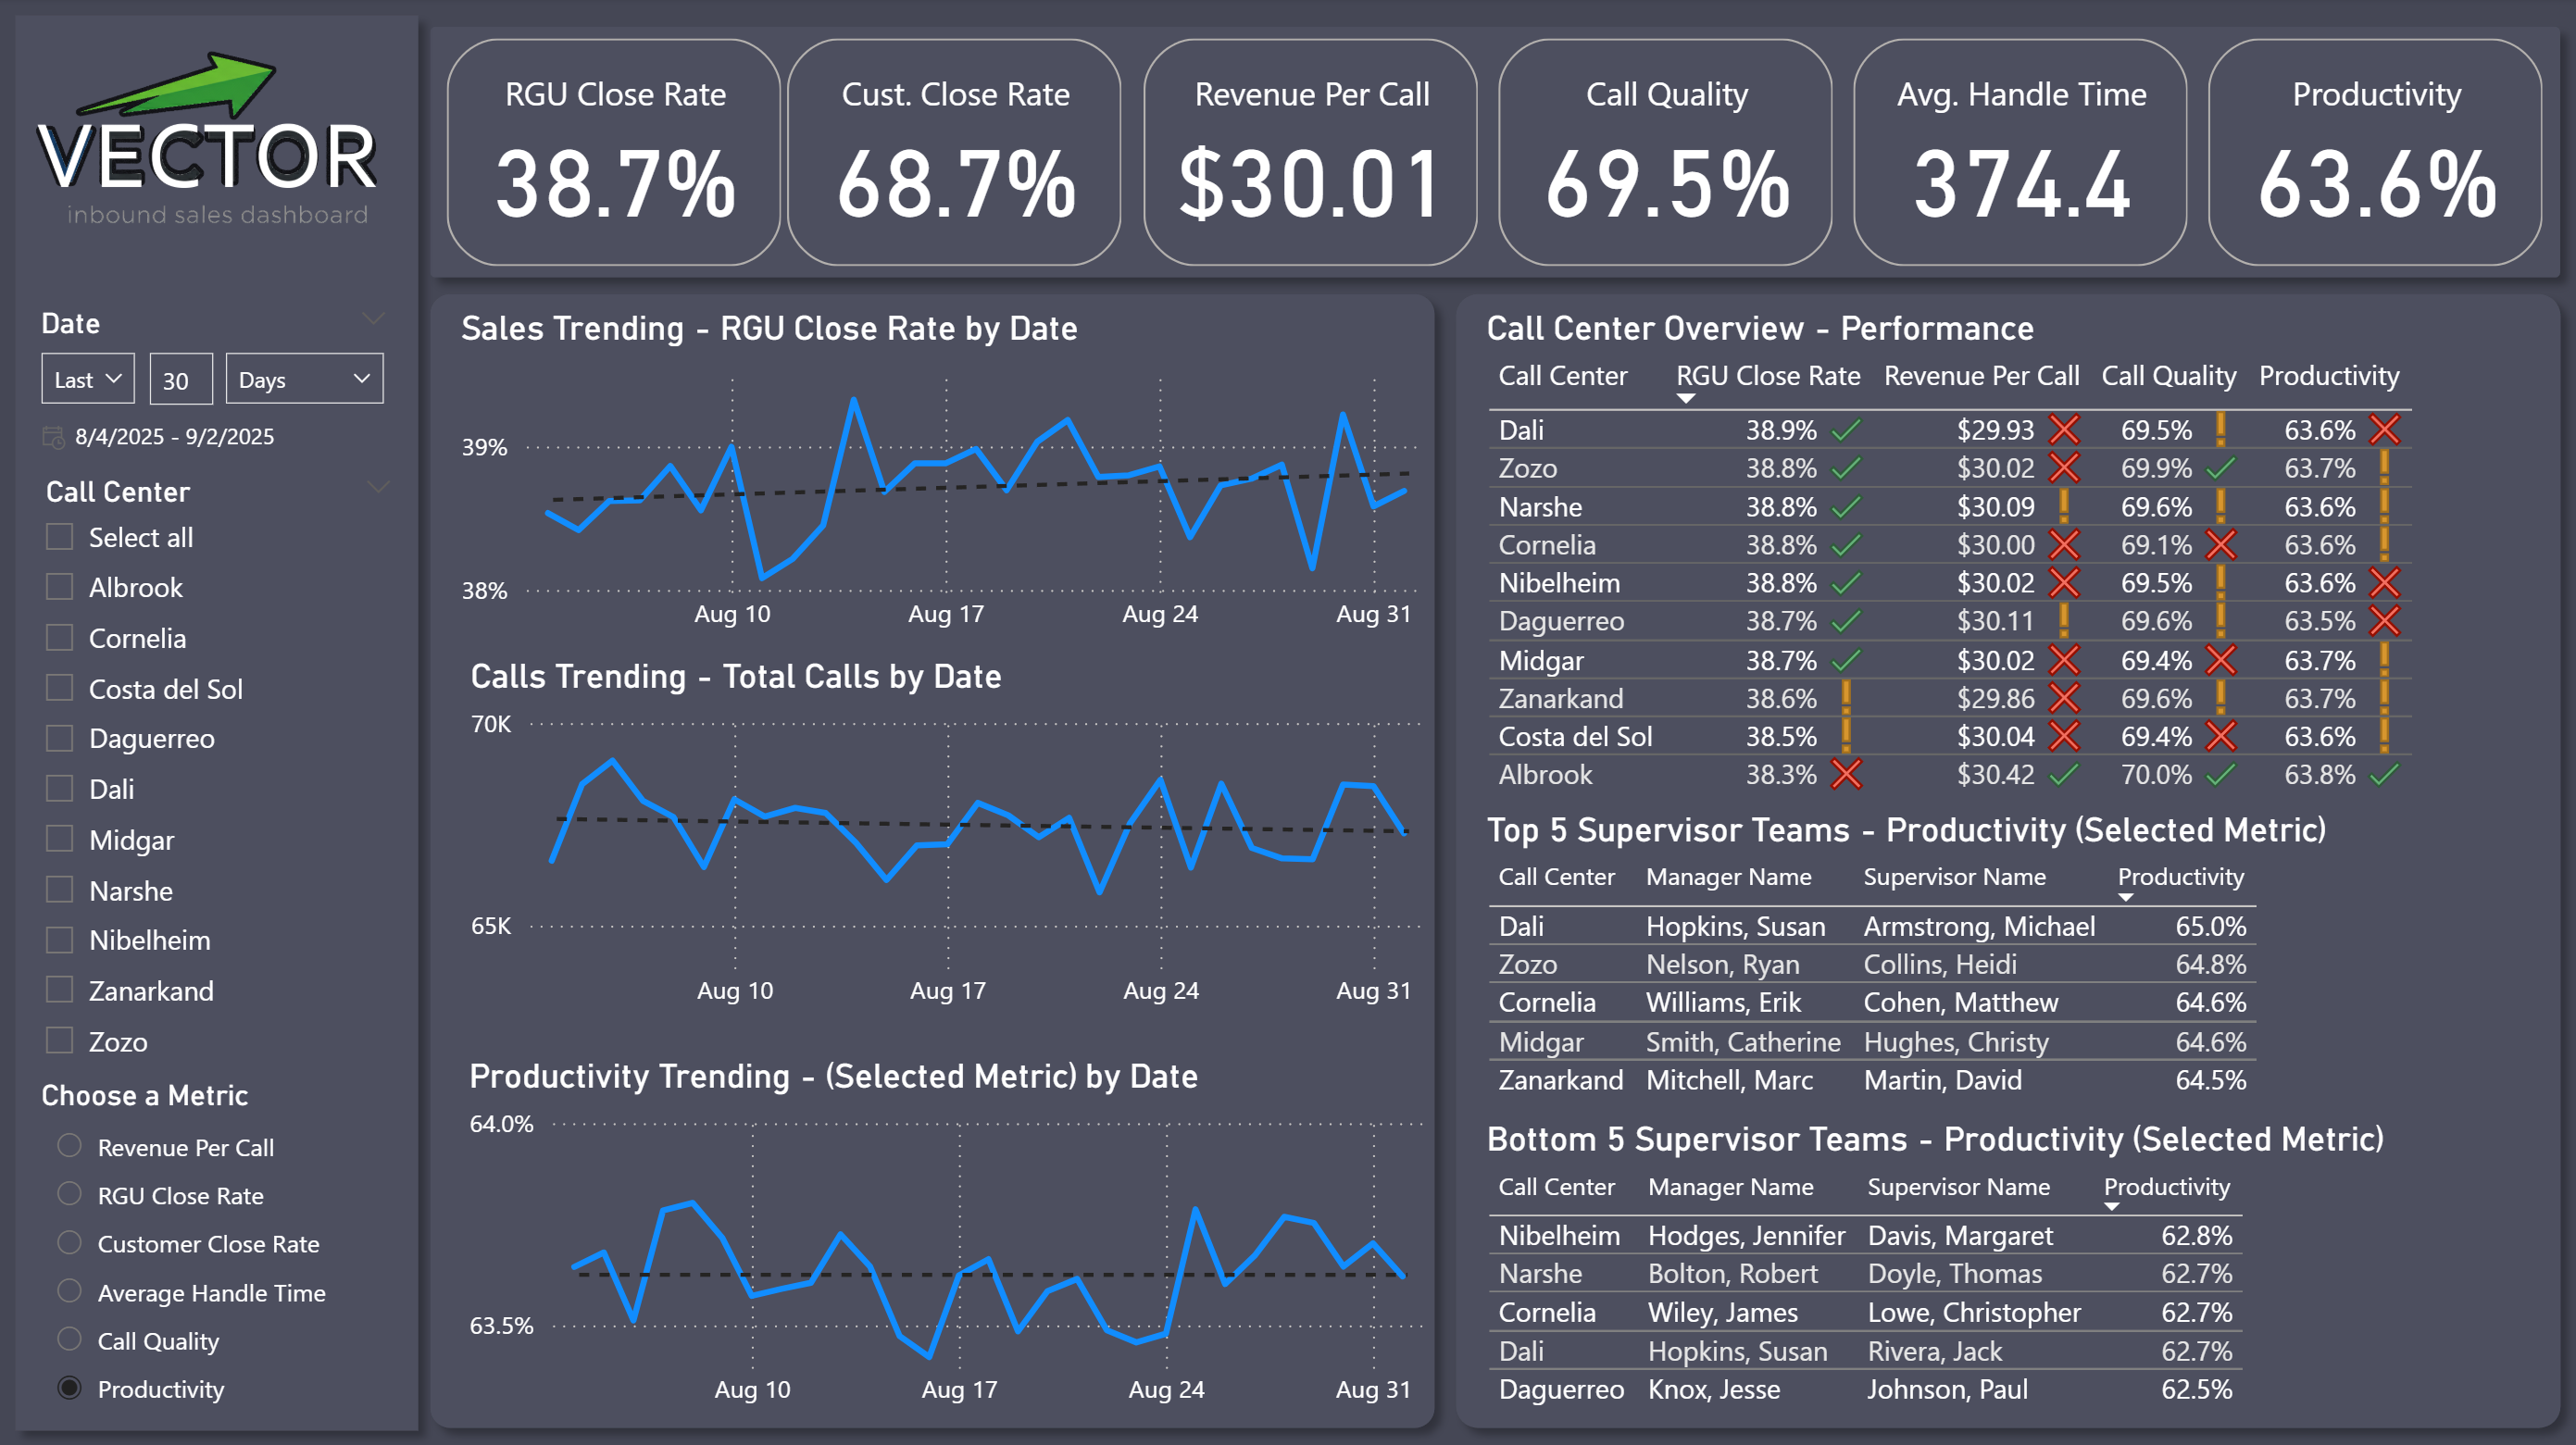 VECTOR
inbound sales dashboard
Date
Last 30 Days
8/4/2025 - 9/2/2025
Call Center
Select all
Albrook
Cornelia
Costa del Sol
Daguerreo
Dali
Midgar
Narshe
Nibelheim
Zanarkand
Zozo
Choose a Metric
Revenue Per Call
RGU Close Rate
Customer Close Rate
Average Handle Time
Call Quality
Productivity
RGU Close Rate
38.7%
Cust. Close Rate
68.7%
Revenue Per Call
$30.01
Call Quality
69.5%
Avg. Handle Time
374.4
Productivity
63.6%
Sales Trending - RGU Close Rate by Date
39%
38%
Aug 10 Aug 17 Aug 24 Aug 31
Calls Trending - Total Calls by Date
70K
65K
Aug 10 Aug 17 Aug 24 Aug 31
Productivity Trending - (Selected Metric) by Date
64.0%
63.5%
Aug 10 Aug 17 Aug 24 Aug 31
Call Center Overview - Performance
Call Center RGU Close Rate Revenue Per Call Call Quality Productivity
Dali 38.9% $29.93 69.5% 63.6%
Zozo 38.8% $30.02 69.9% 63.7%
Narshe 38.8% $30.09 69.6% 63.6%
Cornelia 38.8% $30.00 69.1% 63.6%
Nibelheim 38.8% $30.02 69.5% 63.6%
Daguerreo 38.7% $30.11 69.6% 63.5%
Midgar 38.7% $30.02 69.4% 63.7%
Zanarkand 38.6% $29.86 69.6% 63.7%
Costa del Sol 38.5% $30.04 69.4% 63.6%
Albrook 38.3% $30.42 70.0% 63.8%
Top 5 Supervisor Teams - Productivity (Selected Metric)
Call Center Manager Name Supervisor Name Productivity
Dali Hopkins, Susan Armstrong, Michael 65.0%
Zozo Nelson, Ryan Collins, Heidi 64.8%
Cornelia Williams, Erik Cohen, Matthew 64.6%
Midgar Smith, Catherine Hughes, Christy 64.6%
Zanarkand Mitchell, Marc Martin, David 64.5%
Bottom 5 Supervisor Teams - Productivity (Selected Metric)
Call Center Manager Name Supervisor Name Productivity
Nibelheim Hodges, Jennifer Davis, Margaret 62.8%
Narshe Bolton, Robert Doyle, Thomas 62.7%
Cornelia Wiley, James Lowe, Christopher 62.7%
Dali Hopkins, Susan Rivera, Jack 62.7%
Daguerreo Knox, Jesse Johnson, Paul 62.5%